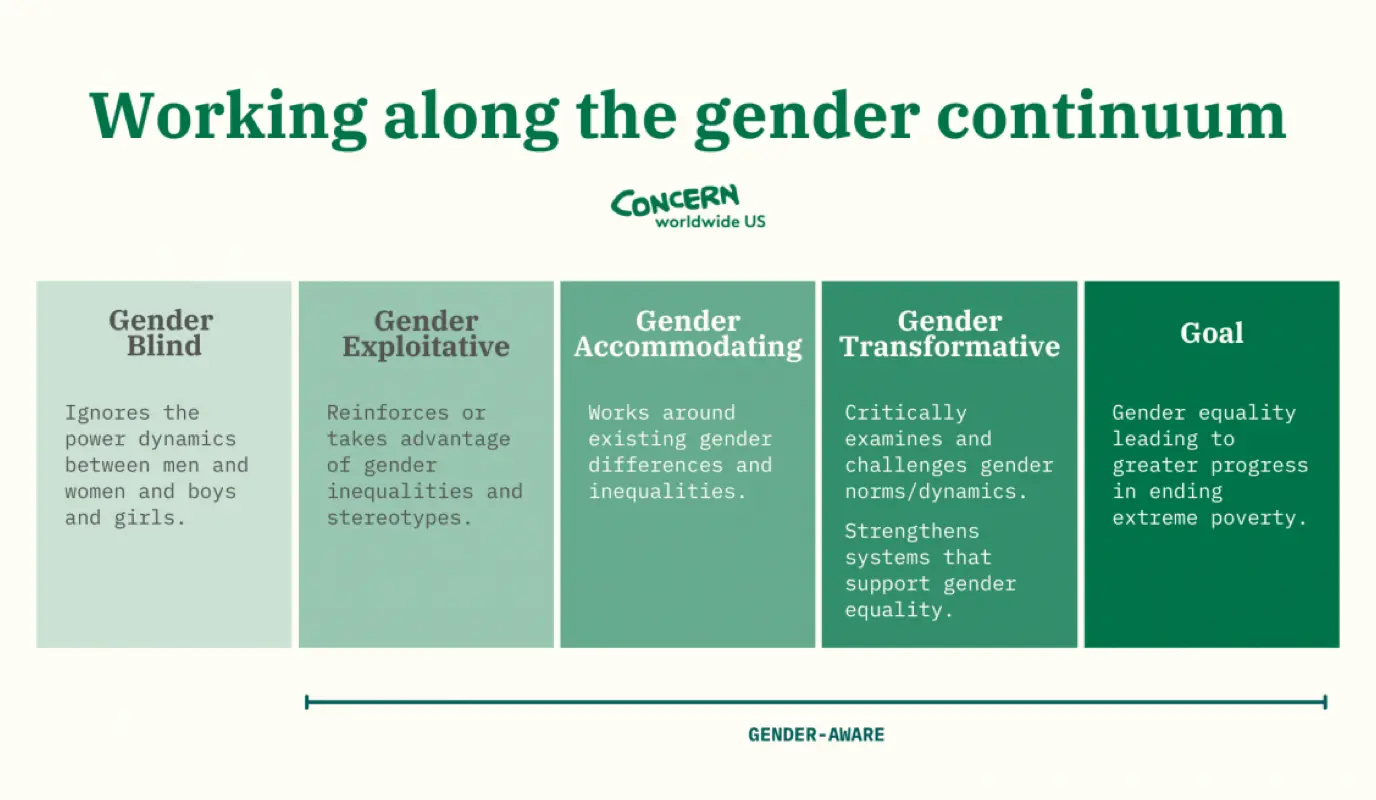 Working along the gender continuum
CONCERN
worldwide US
Gender
Blind
Ignores the
power dynamics
between men and
women and boys
and girls.
Gender
Exploitative
Reinforces or
takes advantage
of gender
inequalities and
stereotypes.
Gender
Accommodating
Works around
existing gender
differences and
inequalities.
Gender
Transformative
Critically
examines and
challenges gender
norms/dynamics.
Strengthens
systems that
support gender
equality.
Goal
Gender equality
leading to
greater progress
in ending
extreme poverty.
GENDER-AWARE